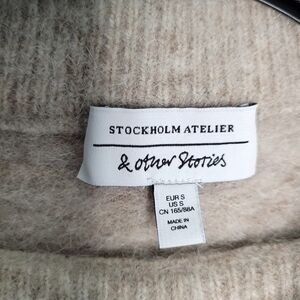 STOCKHOLM ATELIER
& other Stories
EUR S
US S
CN 165/88A
MADE IN
CHINA